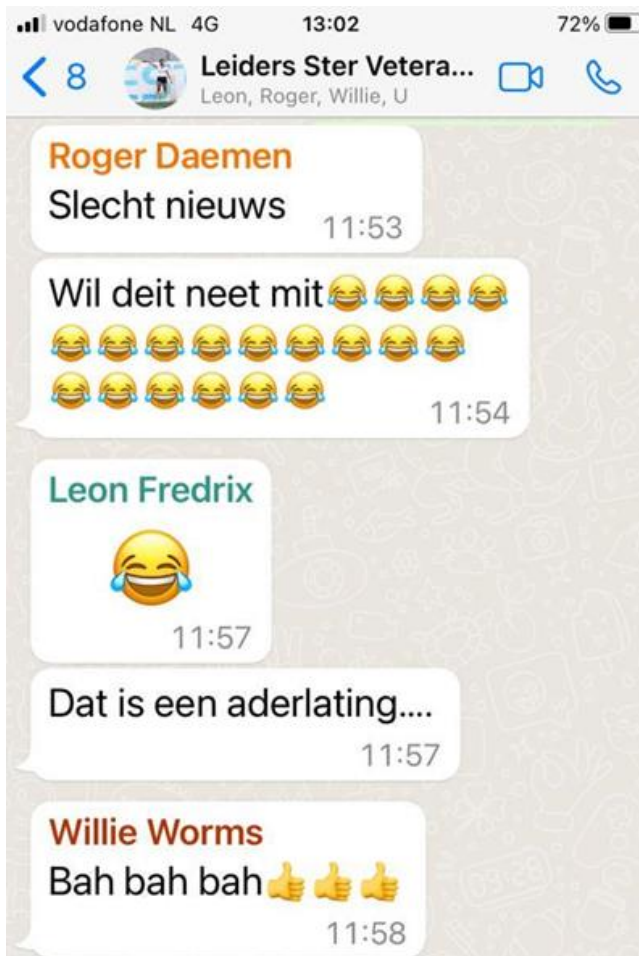 vodafone NL 4G 13:02 72%
8 Leiders Ster Vetera...
Leon, Roger, Willie, U
Roger Daemen
Slecht nieuws 11:53
Wil deit neet mit😂😂😂😂
😂😂😂😂😂😂😂😂😂
😂😂😂😂😂😂 11:54
Leon Fredrix
😂
11:57
Dat is een aderlating....
11:57
Willie Worms
Bah bah bah👍👍👍
11:58